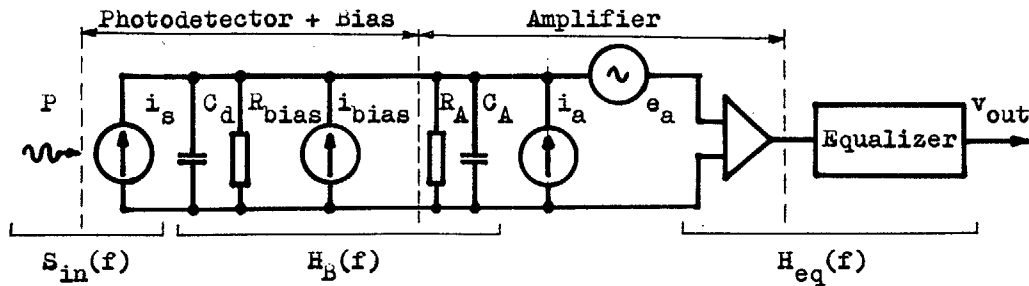 Photodetector + Bias
Amplifier
P
i_s
C_d
R_bias
i_bias
R_A
C_A
i_a
~
e_a
Equalizer
v_out
S_in(f)
H_B(f)
H_eq(f)